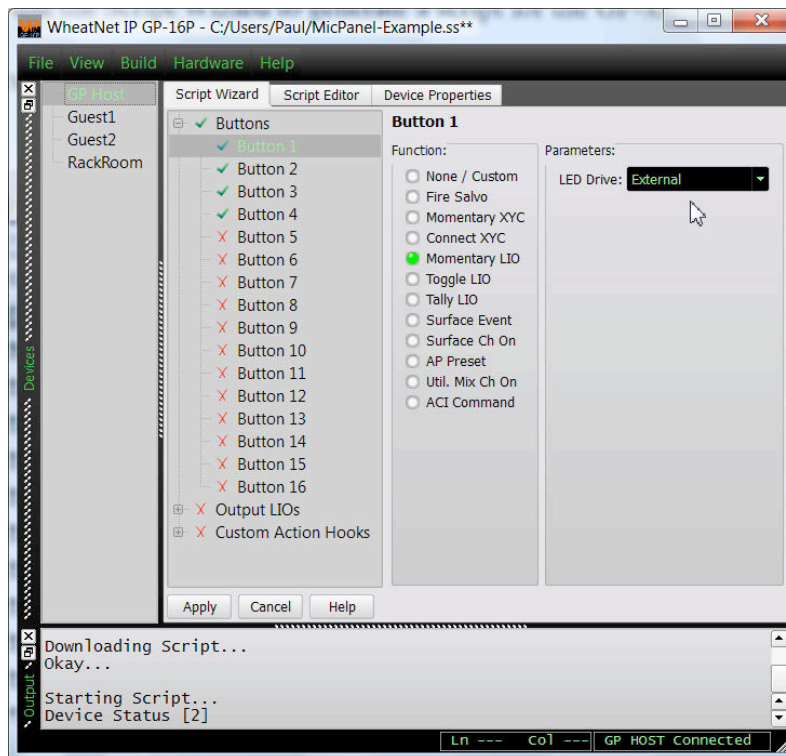 WheatNet IP GP-16P - C:/Users/Paul/MicPanel-Example.ss**
File View Build Hardware Help
Devices
GP Host
Guest1
Guest2
RackRoom
Script Wizard Script Editor Device Properties
Buttons
Button 1
Button 2
Button 3
Button 4
Button 5
Button 6
Button 7
Button 8
Button 9
Button 10
Button 11
Button 12
Button 13
Button 14
Button 15
Button 16
Output LIOs
Custom Action Hooks
Button 1
Function:
None / Custom
Fire Salvo
Momentary XYC
Connect XYC
Momentary LIO
Toggle LIO
Tally LIO
Surface Event
Surface Ch On
AP Preset
Util. Mix Ch On
ACI Command
Parameters:
LED Drive: External
Apply Cancel Help
Output
Downloading Script...
Okay...
Starting Script...
Device Status [2]
Ln --- Col --- GP HOST Connected